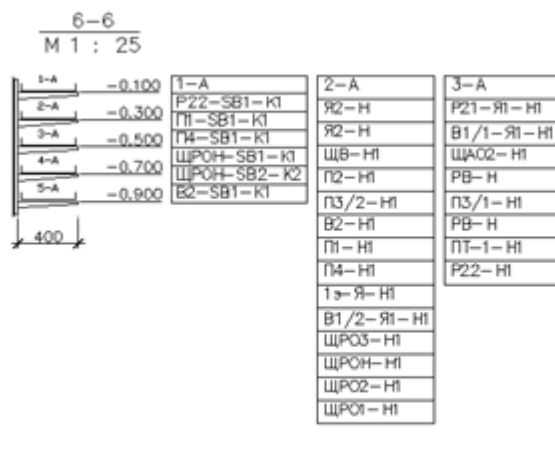 6-6
М 1 : 25
1-А
-0.100
2-А
-0.300
3-А
-0.500
4-А
-0.700
5-А
-0.900
400
1-А
Р22-SB1-К1
П1-SB1-К1
П4-SB1-К1
ЩРОН-SB1-К1
ЩРОН-SB2-К2
В2-SB1-К1
2-А
Я2-Н
Я2-Н
ЩВ-Н1
П2-Н1
П3/2-Н1
В2-Н1
П1-Н1
П4-Н1
1э-Я-Н1
В1/2-Я1-Н1
ЩРО3-Н1
ЩРОН-Н1
ЩРО2-Н1
ЩРО1-Н1
3-А
Р21-Я1-Н1
В1/1-Я1-Н1
ЩАО2-Н1
РВ-Н
П3/1-Н1
РВ-Н
ПТ-1-Н1
Р22-Н1